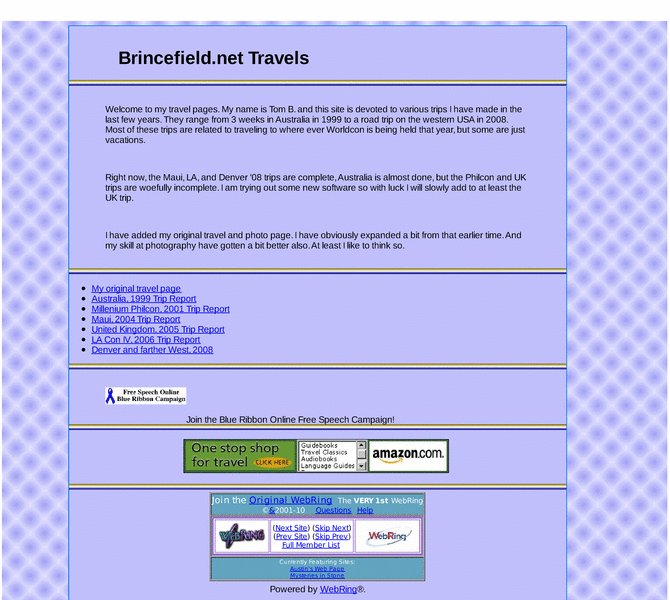 Brincefield.net Travels
Welcome to my travel pages. My name is Tom B. and this site is devoted to various trips I have made in the
last few years. They range from 3 weeks in Australia in 1999 to a road trip on the western USA in 2008.
Most of these trips are related to traveling to where ever Worldcon is being held that year, but some are just
vacations.
Right now, the Maui, LA, and Denver '08 trips are complete, Australia is almost done, but the Philcon and UK
trips are woefully incomplete. I am trying out some new software so with luck I will slowly add to at least the
UK trip.
I have added my original travel and photo page. I have obviously expanded a bit from that earlier time. And
my skill at photography have gotten a bit better also. At least I like to think so.
My original travel page
Australia, 1999 Trip Report
Millenium Philcon, 2001 Trip Report
Maui, 2004 Trip Report
United Kingdom, 2005 Trip Report
LA Con IV, 2006 Trip Report
Denver and farther West, 2008
Free Speech Online
Blue Ribbon Campaign
Join the Blue Ribbon Online Free Speech Campaign!
One stop shop
for travel CLICK HERE
Guidebooks
Travel Classics
Audiobooks
Language Guides
amazon.com.
Join the Original WebRing The VERY 1st WebRing
©&2001-10 Questions Help
WEBRING
(Next Site) (Skip Next)
(Prev Site) (Skip Prev)
Full Member List
WebRing
Currently Featuring Sites:
Austin's Web Page
Mysteries in Stone
Powered by WebRing®.